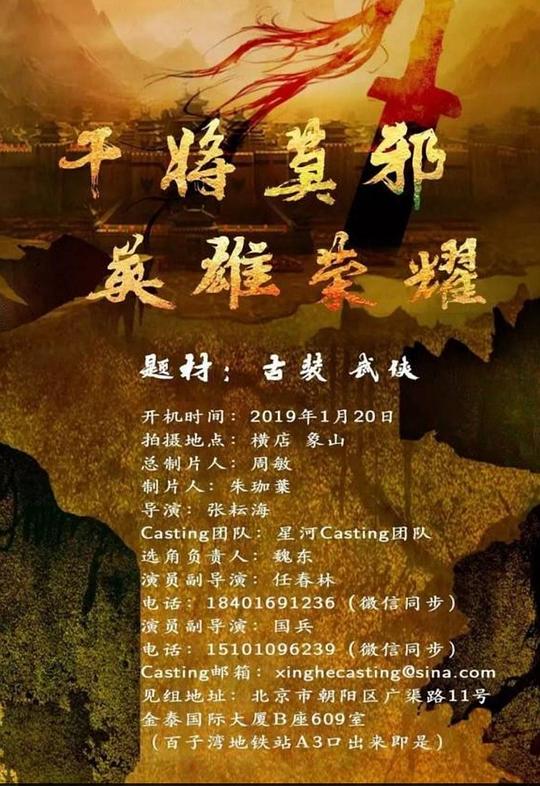 干将莫邪
英雄荣耀
题材：古装 武侠
开机时间：2019年1月20日
拍摄地点：横店 象山
总制片人：周敏
制片人：朱珈葉
导演：张耘海
Casting团队：星河Casting团队
选角负责人：魏东
演员副导演：任春林
电话：18401691236（微信同步）
演员副导演：国兵
电话：15101096239（微信同步）
Casting邮箱：xinghecasting@sina.com
见组地址：北京市朝阳区广渠路11号
金泰国际大厦B座609室
（百子湾地铁站A3口出来即是）